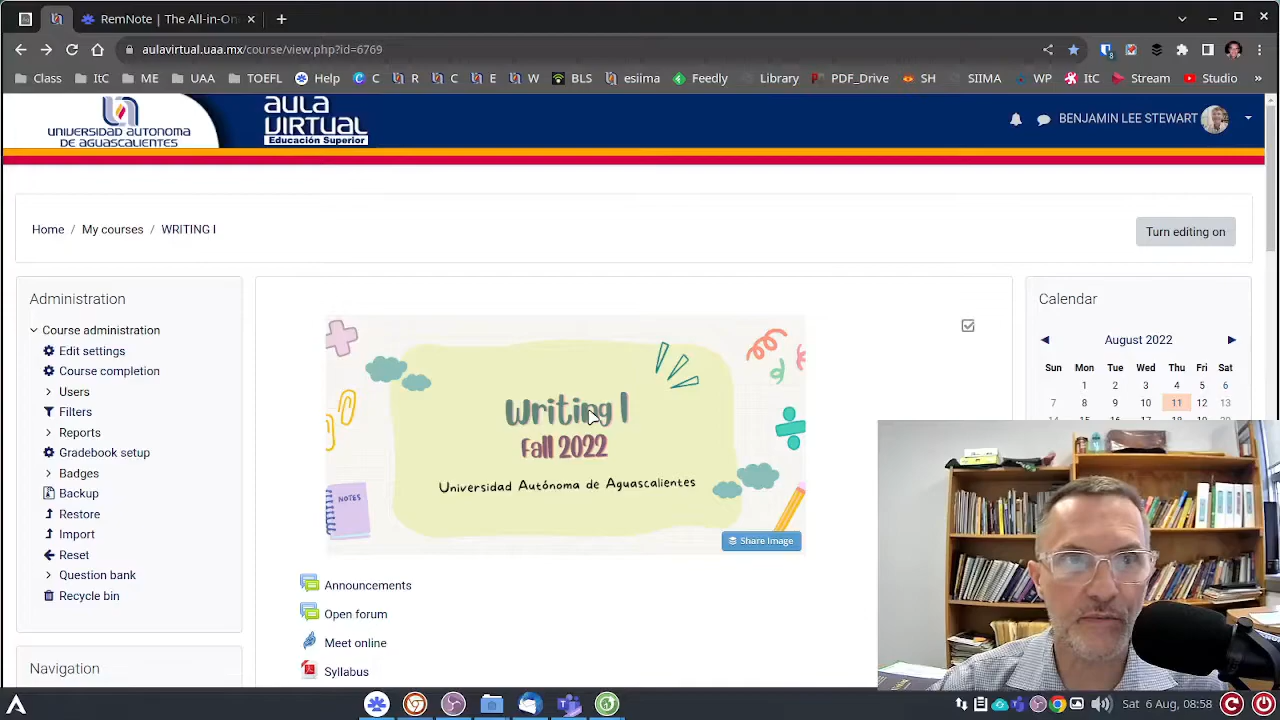 RemNote | The All-in-On
aulavirtual.uaa.mx/course/view.php?id=6769
Class ItC ME UAA TOEFL Help C R C E W BLS esiima Feedly Library PDF_Drive SH SIIMA WP ItC Stream Studio »
UNIVERSIDAD AUTONOMA
DE AGUASCALIENTES
AULA
VIRTUAL
Educación Superior
BENJAMIN LEE STEWART
Home / My courses / WRITING I
Turn editing on
Administration
Course administration
Edit settings
Course completion
Users
Filters
Reports
Gradebook setup
Badges
Backup
Restore
Import
Reset
Question bank
Recycle bin
Navigation
Writing I
Fall 2022
Universidad Autónoma de Aguascalientes
NOTES
Share Image
Announcements
Open forum
Meet online
Syllabus
Calendar
August 2022
Sun Mon Tue Wed Thu Fri Sat
1 2 3 4 5 6
7 8 9 10 11 12 13
Sat 6 Aug, 08:58